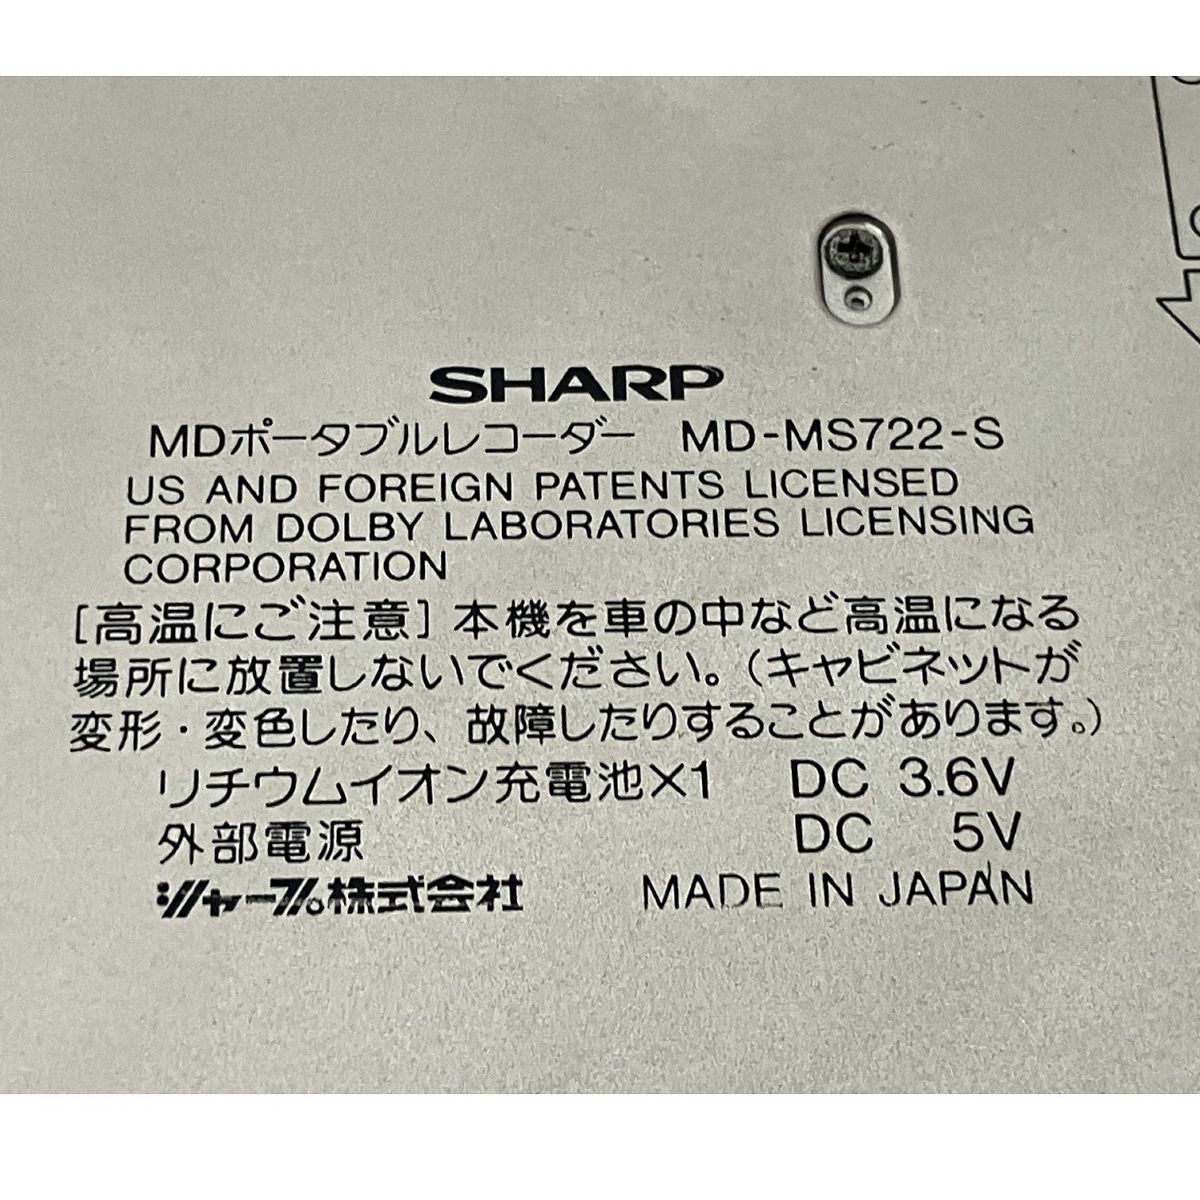 SHARP
MDポータブルレコーダー MD-MS722-S
US AND FOREIGN PATENTS LICENSED
FROM DOLBY LABORATORIES LICENSING
CORPORATION
[高温にご注意] 本機を車の中など高温になる
場所に放置しないでください。(キャビネットが
変形・変色したり、故障したりすることがあります。)
リチウムイオン充電池×1 DC 3.6V
外部電源 DC 5V
シャープ株式会社 MADE IN JAPAN